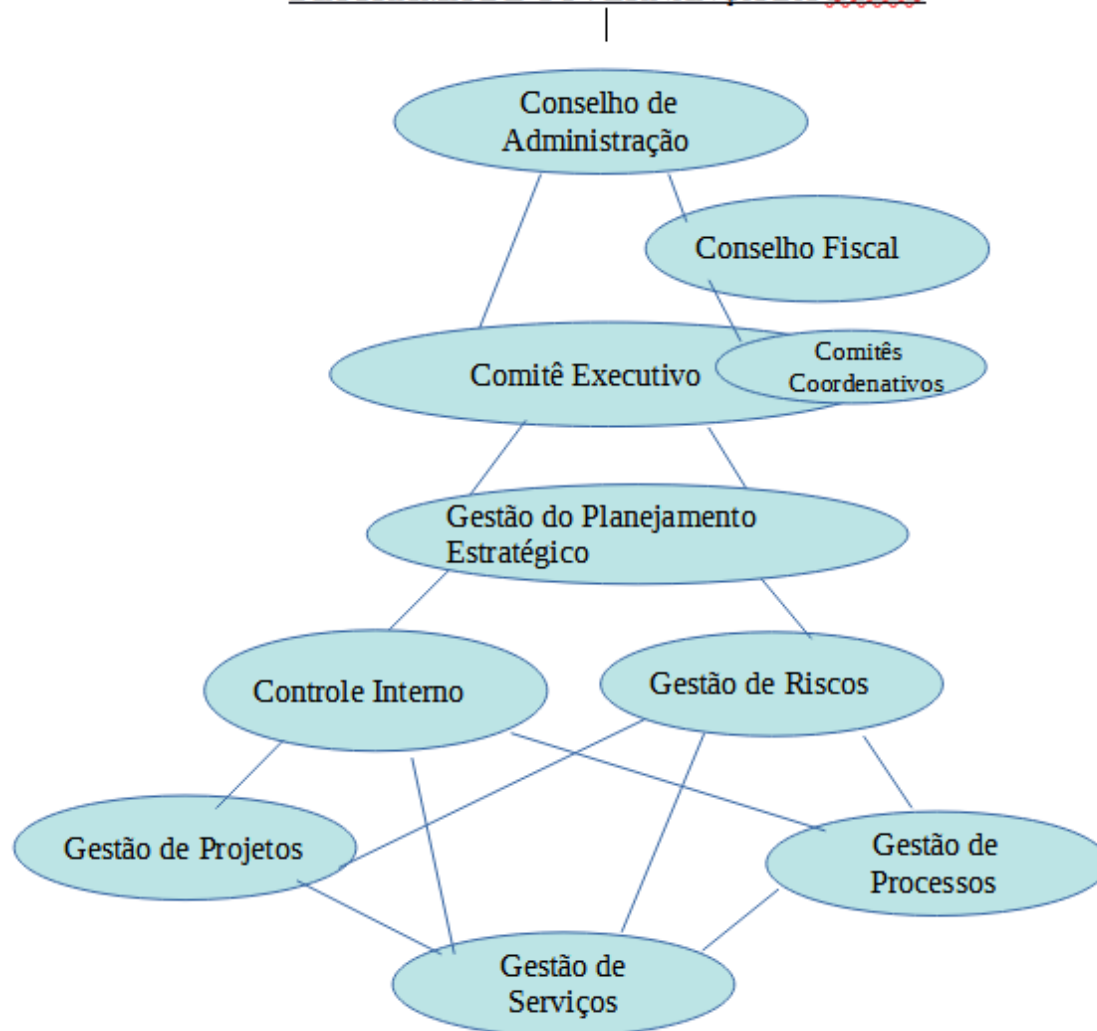 Conselho de
Administração
Conselho Fiscal
Comitê Executivo
Comitês
Coordenativos
Gestão do Planejamento
Estratégico
Controle Interno
Gestão de Riscos
Gestão de Projetos
Gestão de
Processos
Gestão de
Serviços